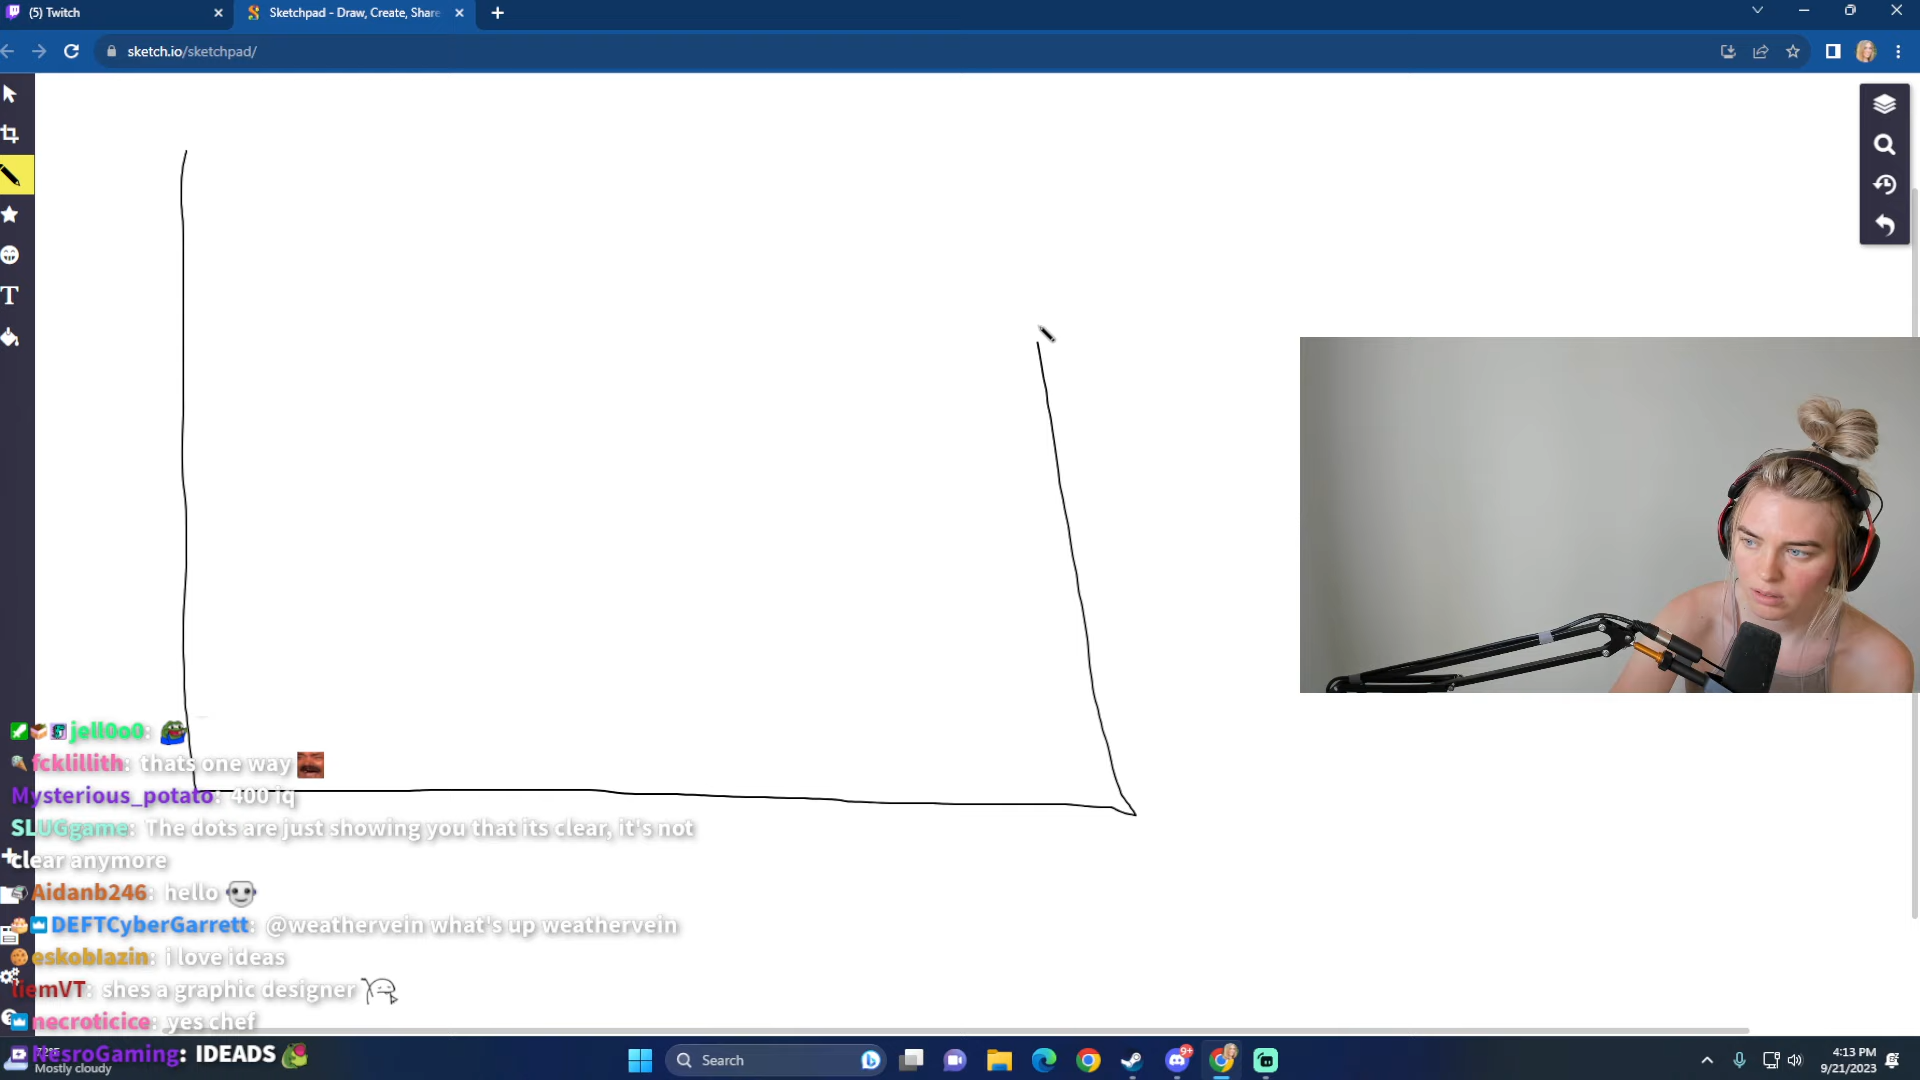 (5) Twitch
Sketchpad - Draw, Create, Share
sketch.io/sketchpad/
T
jell0o0:
fcklillith: thats one way
Mysterious_potato: 400 iq
SLUGgame: The dots are just showing you that its clear, it's not
clear anymore
Aidanb246: hello
DEFTCyberGarrett: @weathervein what's up weathervein
eskoblazin: i love ideas
liemVT: shes a graphic designer
necroticice: yes chef
NesroGaming: IDEADS
Mostly cloudy
Search
9+
4:13 PM
9/21/2023